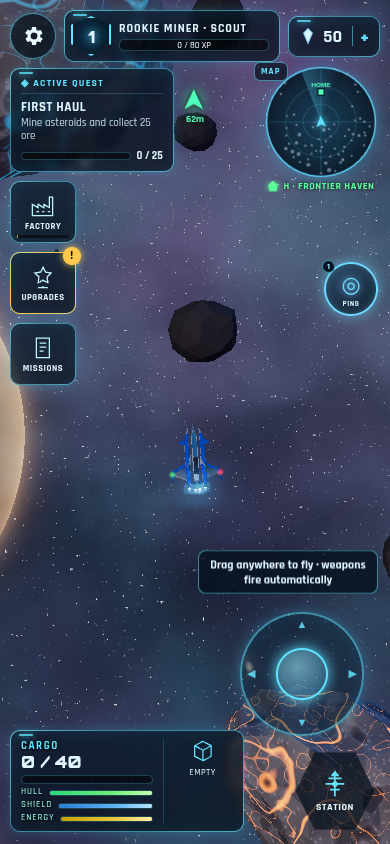 1
ROOKIE MINER · SCOUT
0 / 80 XP
50
+
ACTIVE QUEST
FIRST HAUL
Mine asteroids and collect 25
ore
0 / 25
62m
MAP
HOME
H · FRONTIER HAVEN
FACTORY
!
UPGRADES
MISSIONS
1
PING
Drag anywhere to fly · weapons
fire automatically
CARGO
0 / 40
EMPTY
HULL
SHIELD
ENERGY
STATION